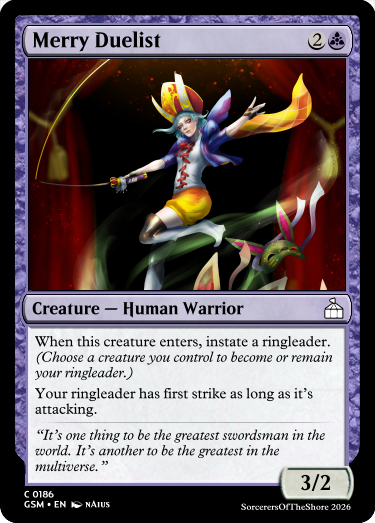 Merry Duelist
2
Creature — Human Warrior
When this creature enters, instate a ringleader.
(Choose a creature you control to become or remain
your ringleader.)
Your ringleader has first strike as long as it's
attacking.
"It's one thing to be the greatest swordsman in the
world. It's another to be the greatest in the
multiverse."
3/2
C 0186
GSM • EN NAIUS
SorcerersOfTheShore 2026